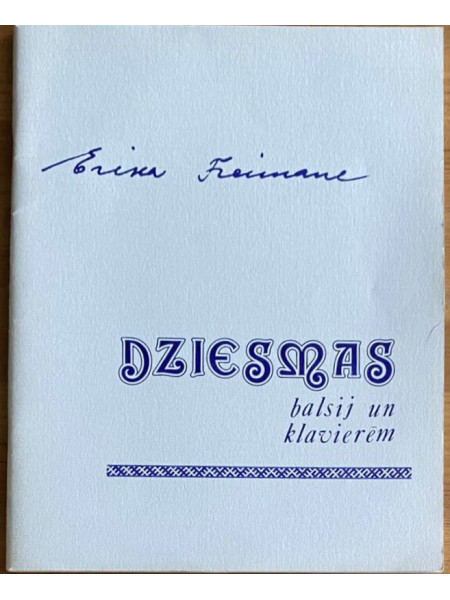 Erika Freimane
DZIESMAS
balsij un
klavierēm